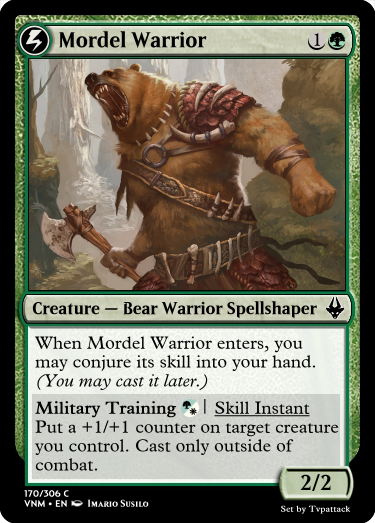 Mordel Warrior 1
Creature — Bear Warrior Spellshaper
When Mordel Warrior enters, you
may conjure its skill into your hand.
(You may cast it later.)
Military Training | Skill Instant
Put a +1/+1 counter on target creature
you control. Cast only outside of
combat.
2/2
170/306 C
VNM • EN Imario Susilo
Set by Tvpattack